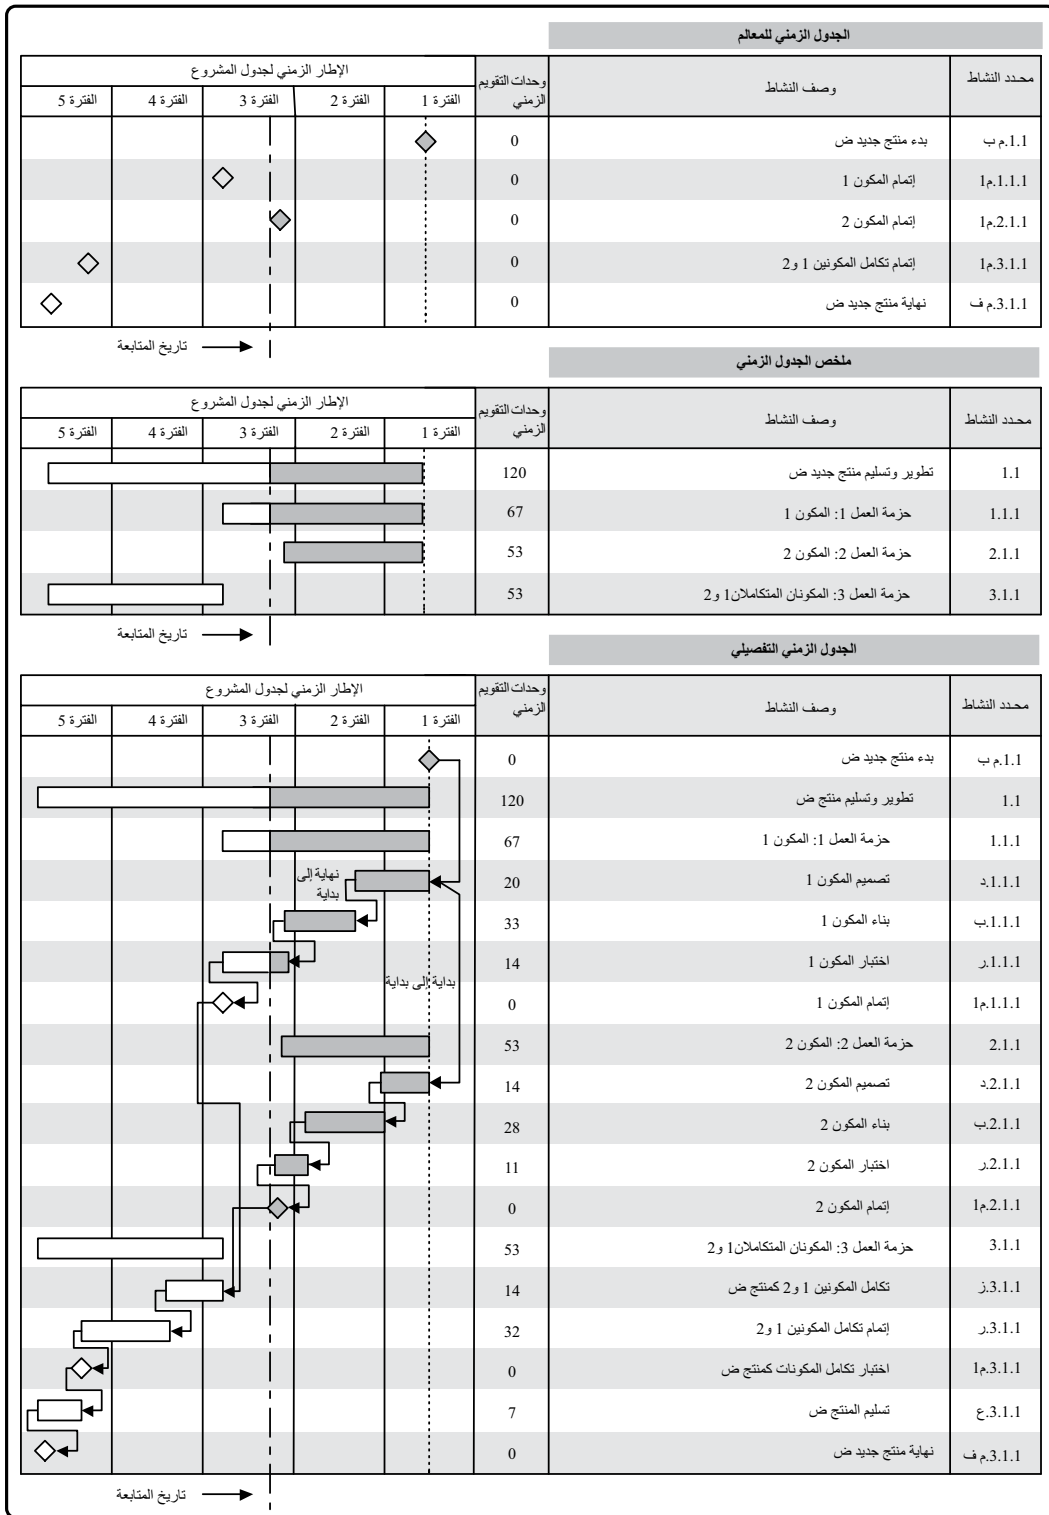 الجدول الزمني للمعالم
محدد النشاط
وصف النشاط
وحدات التقويم
الزمني
الإطار الزمني لجدول المشروع
الفترة 1
الفترة 2
الفترة 3
الفترة 4
الفترة 5
1.1.م ب
بدء منتج جديد ض
0
1.1.1.م1
إتمام المكون 1
0
2.1.1.م1
إتمام المكون 2
0
3.1.1.م1
إتمام تكامل المكونين 1 و2
0
3.1.1.م ف
نهاية منتج جديد ض
0
تاريخ المتابعة
ملخص الجدول الزمني
محدد النشاط
وصف النشاط
وحدات التقويم
الزمني
الإطار الزمني لجدول المشروع
الفترة 1
الفترة 2
الفترة 3
الفترة 4
الفترة 5
1.1
تطوير وتسليم منتج جديد ض
120
1.1.1
حزمة العمل 1: المكون 1
67
2.1.1
حزمة العمل 2: المكون 2
53
3.1.1
حزمة العمل 3: المكونان المتكاملان1 و2
53
تاريخ المتابعة
الجدول الزمني التفصيلي
محدد النشاط
وصف النشاط
وحدات التقويم
الزمني
الإطار الزمني لجدول المشروع
الفترة 1
الفترة 2
الفترة 3
الفترة 4
الفترة 5
1.1.م ب
بدء منتج جديد ض
0
1.1
تطوير وتسليم منتج ض
120
1.1.1
حزمة العمل 1: المكون 1
67
1.1.1.د
تصميم المكون 1
20
نهاية إلى
بداية
1.1.1.ب
بناء المكون 1
33
1.1.1.ر
اختبار المكون 1
14
بداية إلى بداية
1.1.1.م1
إتمام المكون 1
0
2.1.1
حزمة العمل 2: المكون 2
53
2.1.1.د
تصميم المكون 2
14
2.1.1.ب
بناء المكون 2
28
2.1.1.ر
اختبار المكون 2
11
2.1.1.م1
إتمام المكون 2
0
3.1.1
حزمة العمل 3: المكونان المتكاملان1 و2
53
3.1.1.ز
تكامل المكونين 1 و2 كمنتج ض
14
3.1.1.ر
إتمام تكامل المكونين 1 و2
32
3.1.1.م1
اختبار تكامل المكونات كمنتج ض
0
3.1.1.ع
تسليم المنتج ض
7
3.1.1.م ف
نهاية منتج جديد ض
0
تاريخ المتابعة